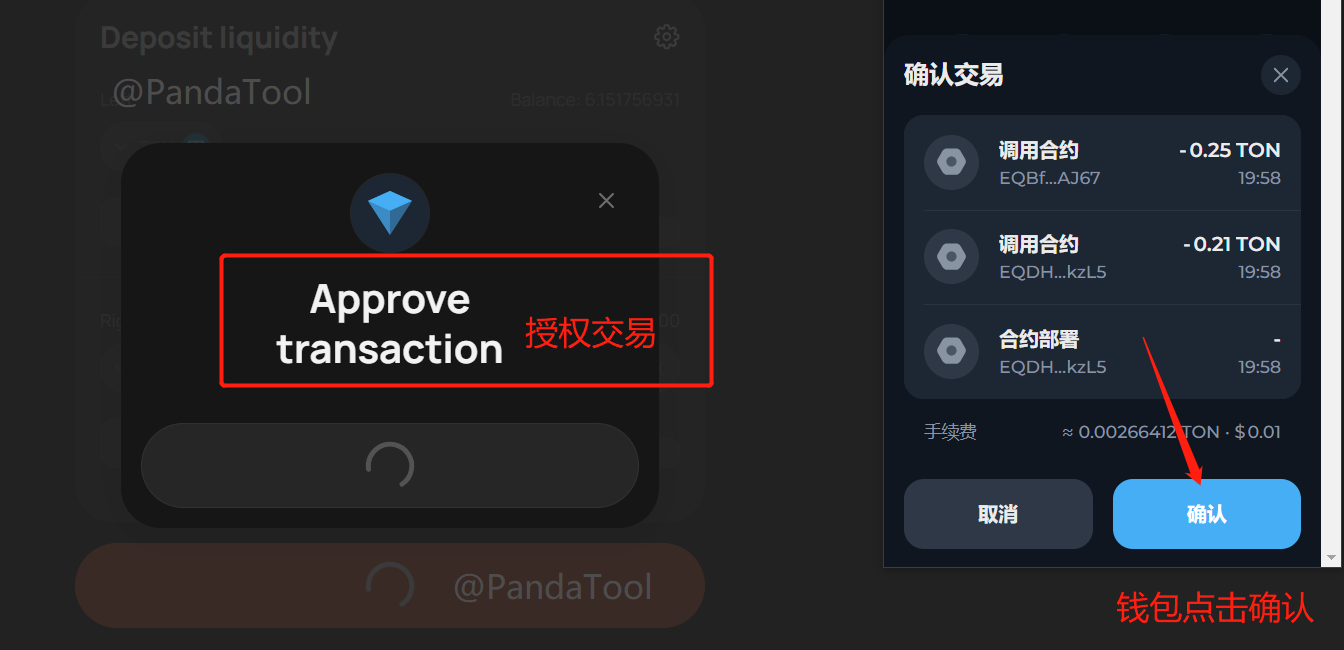 Deposit liquidity
@PandaTool
Balance: 6.151756931
Approve
transaction
授权交易
@PandaTool
确认交易
调用合约
- 0.25 TON
EQBf...AJ67
19:58
调用合约
- 0.21 TON
EQDH...kzL5
19:58
合约部署
-
EQDH...kzL5
19:58
手续费
≈ 0.00266412 TON · $ 0.01
取消
确认
钱包点击确认